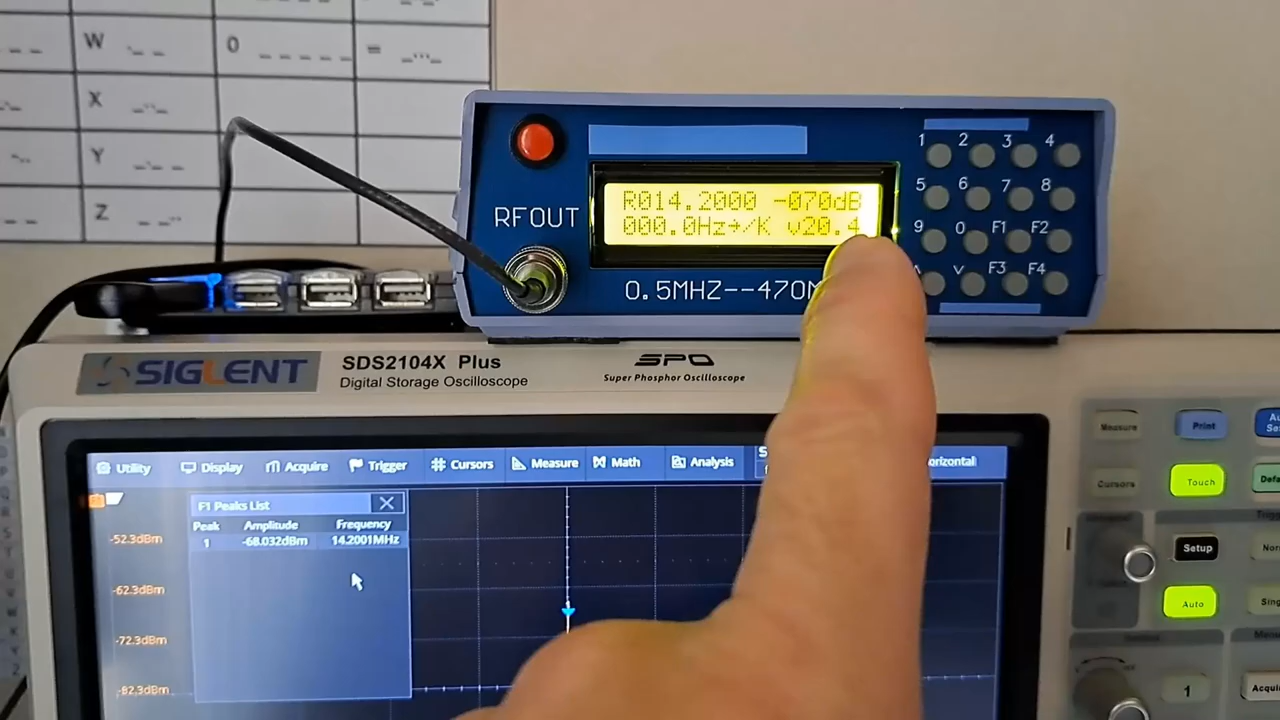 W _ _ _
0 _ _ _ _ _
= _..._
X _.._
Y _._ _
Z _ _..
1 2 3 4
5 6 7 8
9 0 F1 F2
F3 F4
R014.2000 -070dB
000.0Hz+/K v20.4
RFOUT
0.5MHZ--470M
SIGLENT
SDS2104X Plus
Digital Storage Oscilloscope
SPO
Super Phosphor Oscilloscope
Utility Display Acquire Trigger Cursors Measure Math Analysis
F1 Peaks List
Peak Amplitude Frequency
1 -68.032dBm 14.2001MHz
-52.3dBm
-62.3dBm
-72.3dBm
-82.3dBm
Measure Print
Cursors Touch
Setup
Auto
1